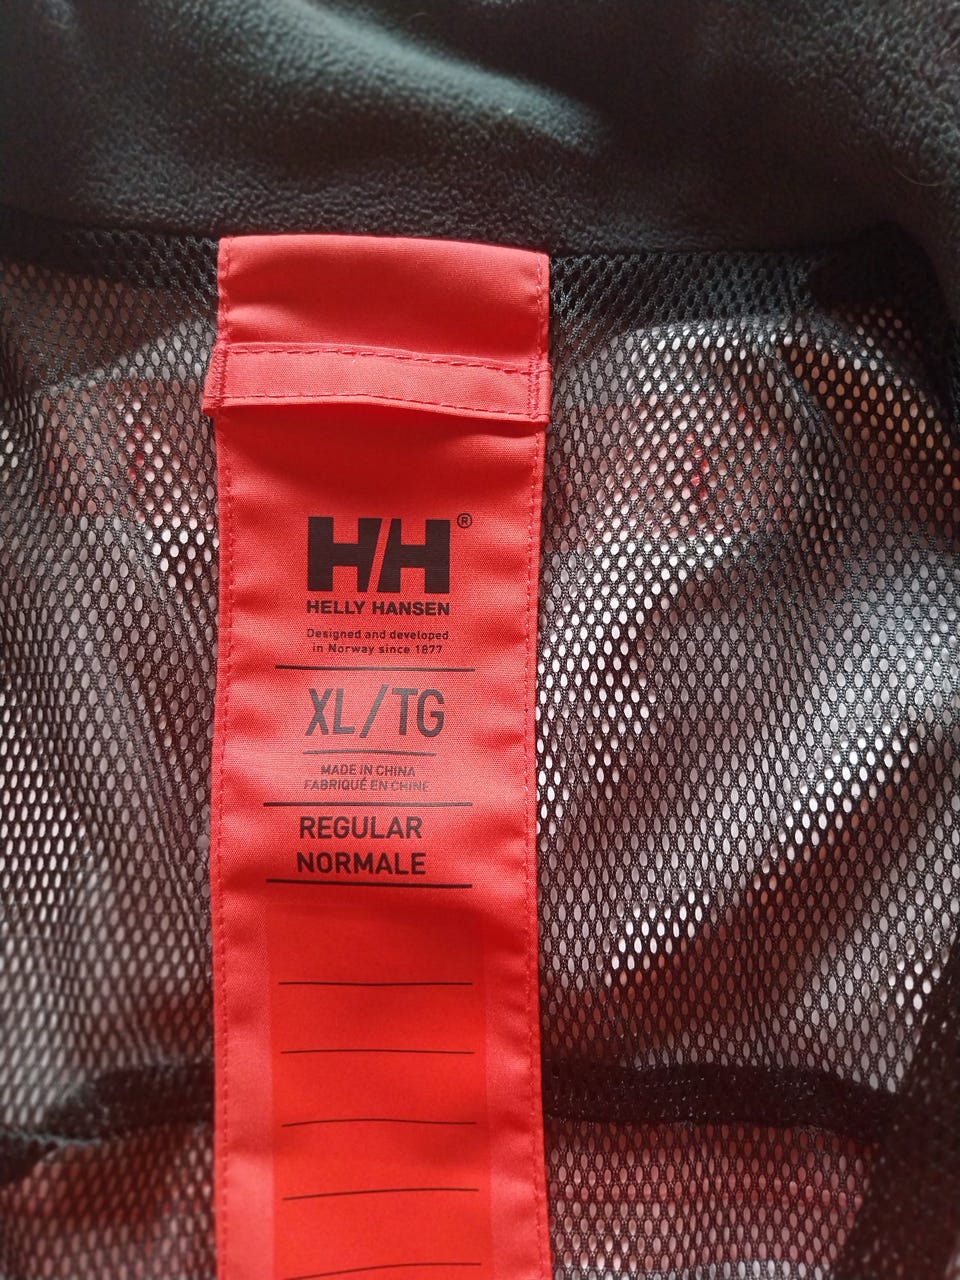 HH®
HELLY HANSEN
Designed and developed
in Norway since 1877
XL/TG
MADE IN CHINA
FABRIQUÉ EN CHINE
REGULAR
NORMALE